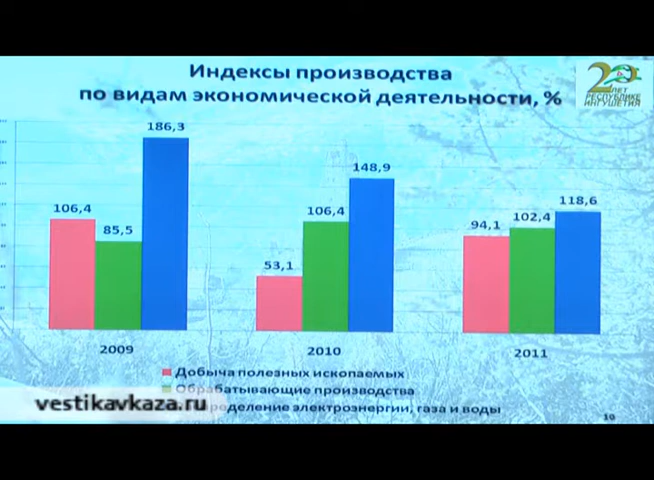 Индексы производства
по видам экономической деятельности, %
20
ЛЕТ
РЕСПУБЛИКЕ
ИНГУШЕТИЯ
186,3
148,9
118,6
106,4
106,4
102,4
94,1
85,5
53,1
2009
2010
2011
Добыча полезных ископаемых
Обрабатывающие производства
электроэнергии, газа и воды
vestikavkaza.ru
10